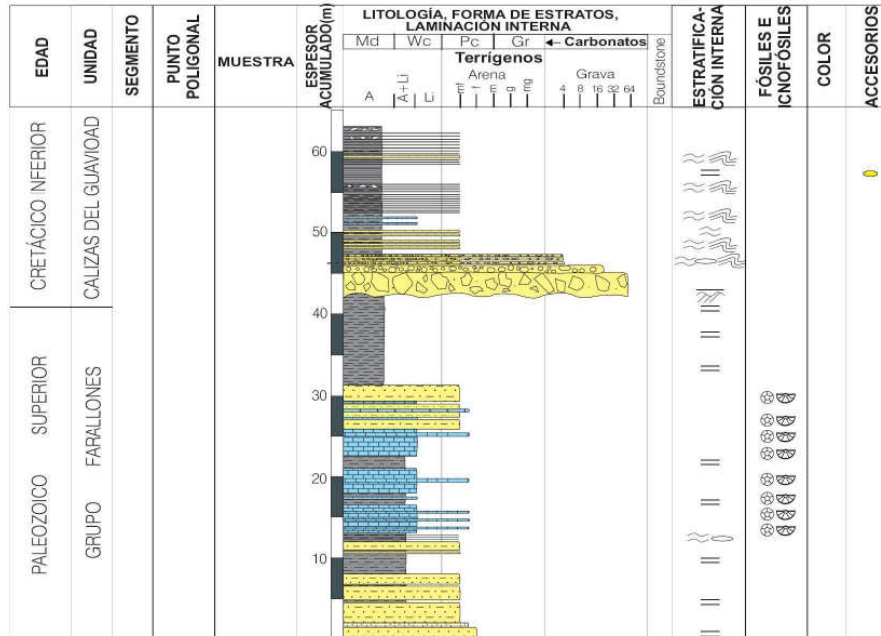 EDAD
UNIDAD
SEGMENTO
PUNTO
POLIGONAL
MUESTRA
ESPESOR
ACUMULADO(m)
LITOLOGÍA, FORMA DE ESTRATOS,
LAMINACIÓN INTERNA
Md Wc Pc Gr ← Carbonatos
Terrígenos
Arena Grava
A A+Li Li mf f E g mg 4 8 16 32 64
Boundstone
ESTRATIFICA-
CIÓN INTERNA
FÓSILES E
ICNOFÓSILES
COLOR
ACCESORIOS
CRETÁCICO INFERIOR
CALIZAS DEL GUAVIOAD
PALEOZOICO SUPERIOR
GRUPO FARALLONES
60
50
40
30
20
10